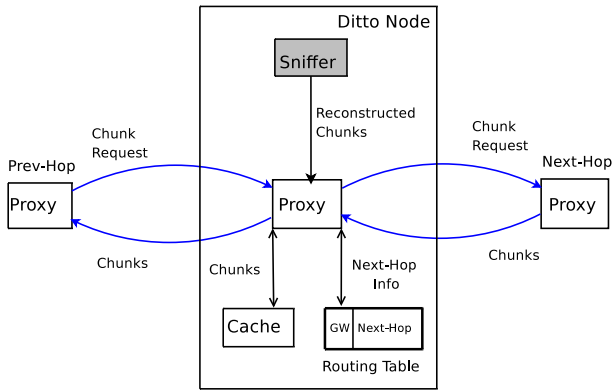 Ditto Node
Sniffer
Reconstructed
Chunks
Chunk
Request
Chunk
Request
Prev-Hop
Next-Hop
Proxy
Proxy
Proxy
Chunks
Chunks
Next-Hop
Info
Chunks
Cache
GW
Next-Hop
Routing Table